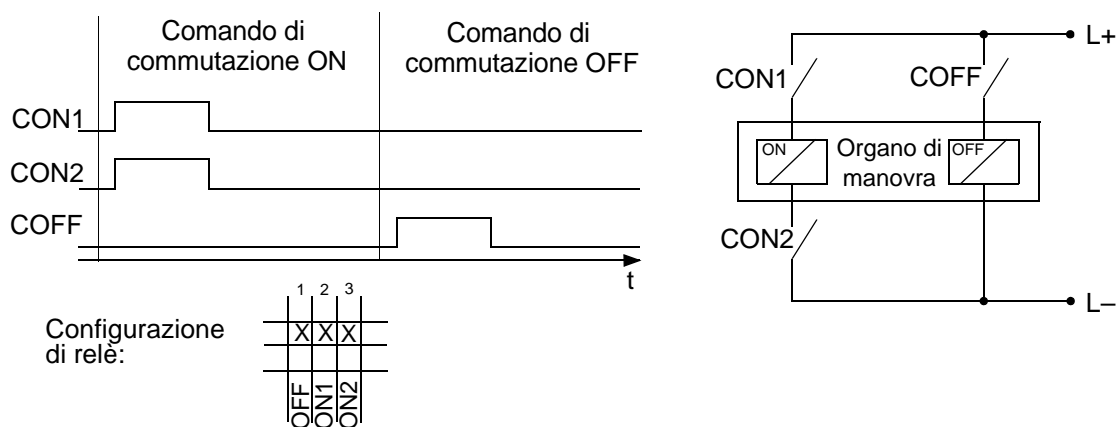 Comando di
commutazione ON
Comando di
commutazione OFF
CON1
CON2
COFF
t
Configurazione
di relè:
1 2 3
X X X
OFF
ON1
ON2
L+
CON1
COFF
ON
Organo di
manovra
OFF
CON2
L–